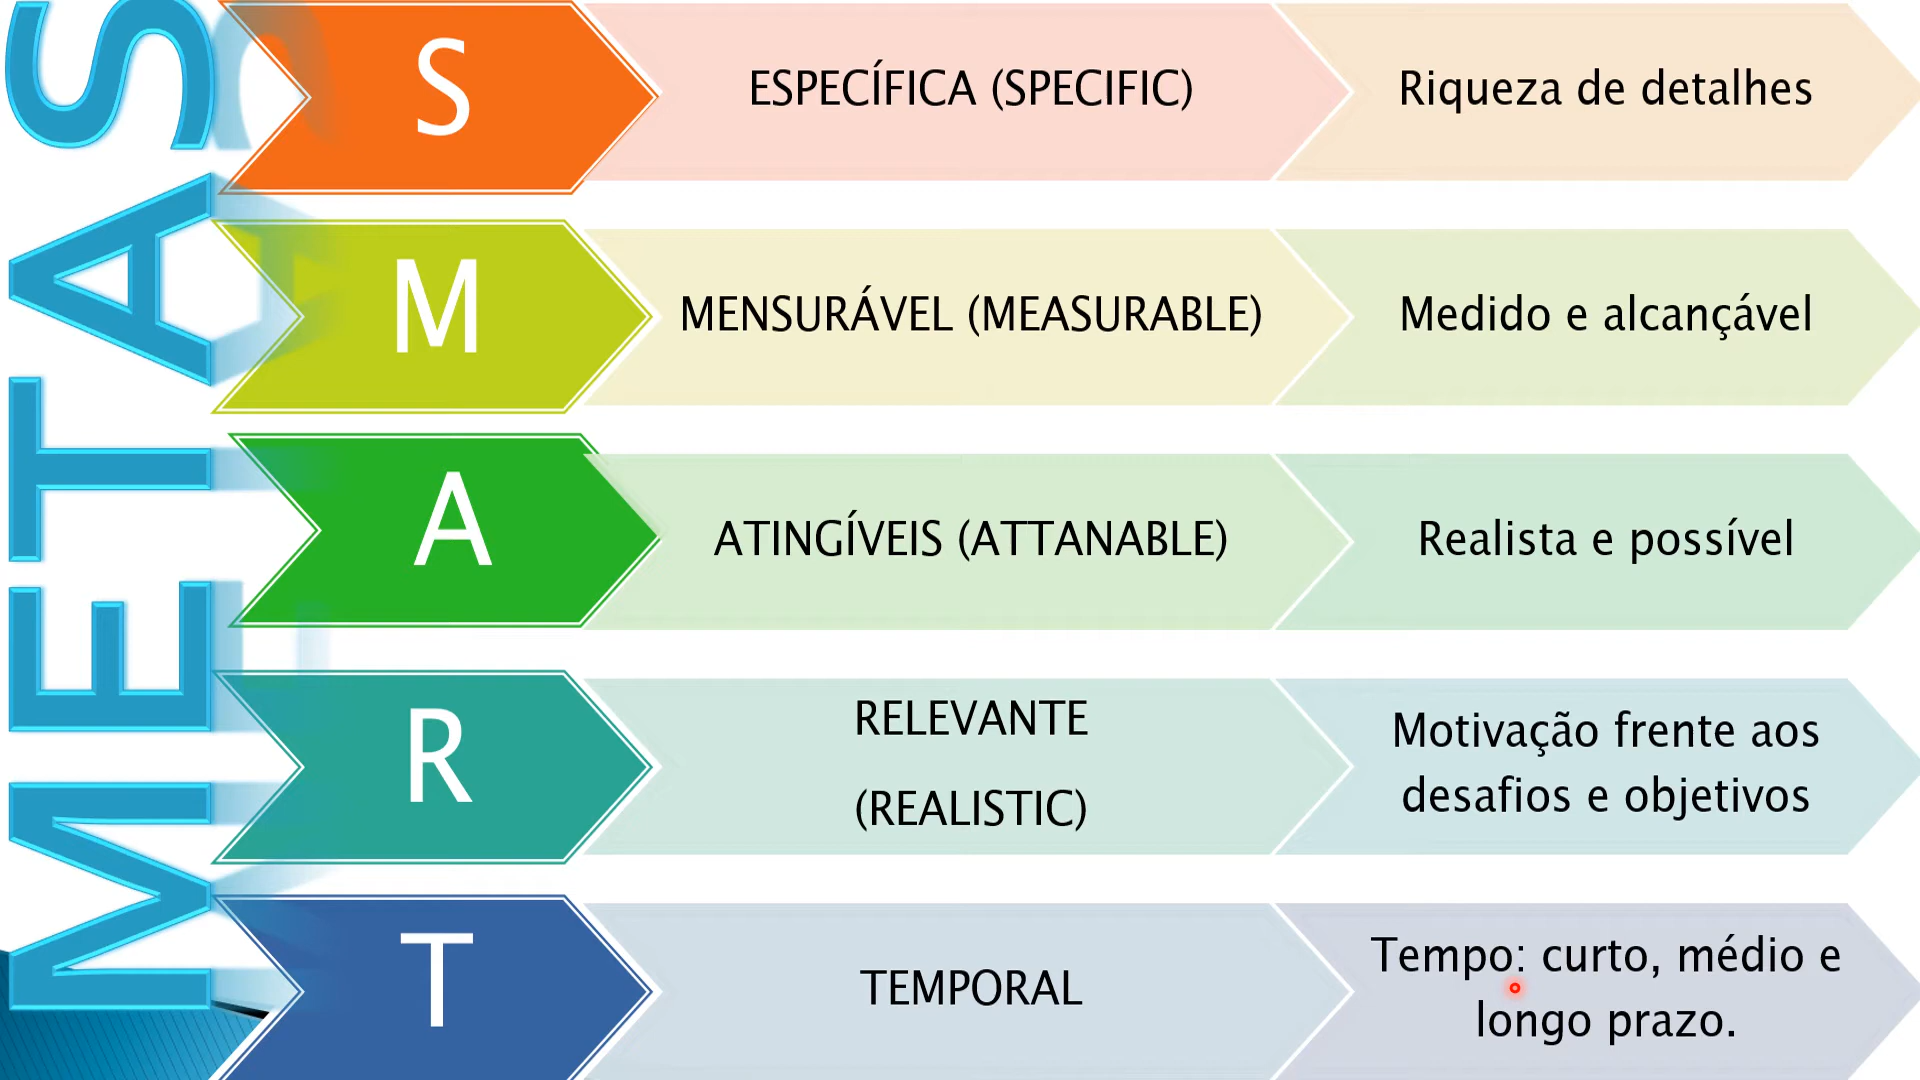 METAS
S
ESPECÍFICA (SPECIFIC)
Riqueza de detalhes
M
MENSURÁVEL (MEASURABLE)
Medido e alcançável
A
ATINGÍVEIS (ATTANABLE)
Realista e possível
R
RELEVANTE
(REALISTIC)
Motivação frente aos
desafios e objetivos
T
TEMPORAL
Tempo: curto, médio e
longo prazo.